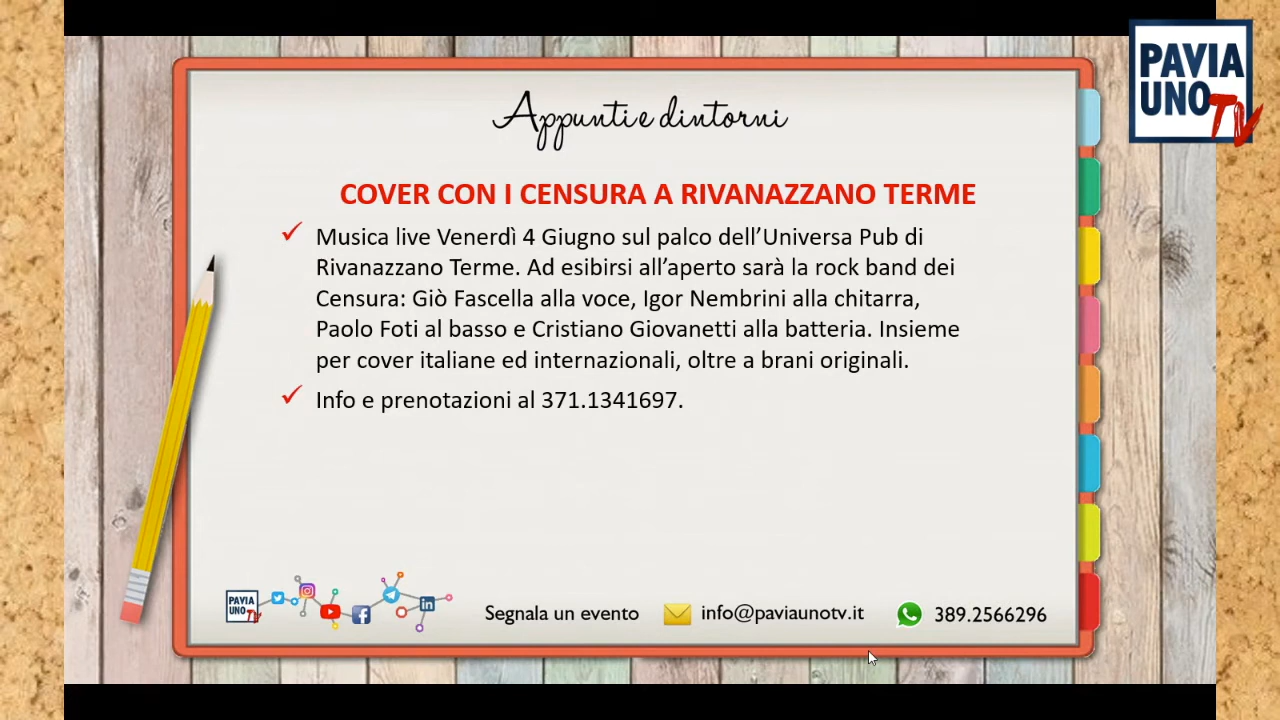 PAVIA
UNO TV
Appunti e dintorni
COVER CON I CENSURA A RIVANAZZANO TERME
Musica live Venerdì 4 Giugno sul palco dell’Universa Pub di
Rivanazzano Terme. Ad esibirsi all’aperto sarà la rock band dei
Censura: Giò Fascella alla voce, Igor Nembrini alla chitarra,
Paolo Foti al basso e Cristiano Giovanetti alla batteria. Insieme
per cover italiane ed internazionali, oltre a brani originali.
Info e prenotazioni al 371.1341697.
PAVIA
UNO TV
Segnala un evento info@paviaunotv.it 389.2566296